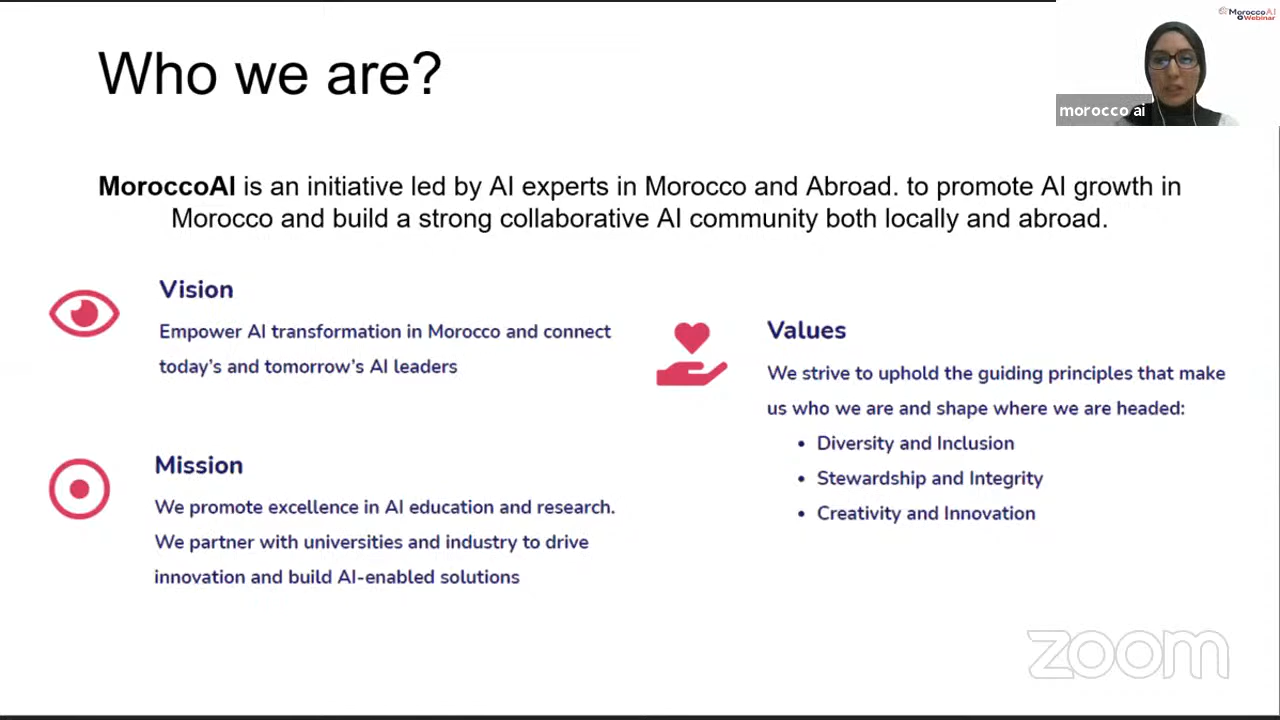 MoroccoAI
Webinar
Who we are?
morocco ai
MoroccoAI is an initiative led by AI experts in Morocco and Abroad. to promote AI growth in
Morocco and build a strong collaborative AI community both locally and abroad.
Vision
Empower AI transformation in Morocco and connect
today's and tomorrow's AI leaders
Mission
We promote excellence in AI education and research.
We partner with universities and industry to drive
innovation and build AI-enabled solutions
Values
We strive to uphold the guiding principles that make
us who we are and shape where we are headed:
• Diversity and Inclusion
• Stewardship and Integrity
• Creativity and Innovation
zoom